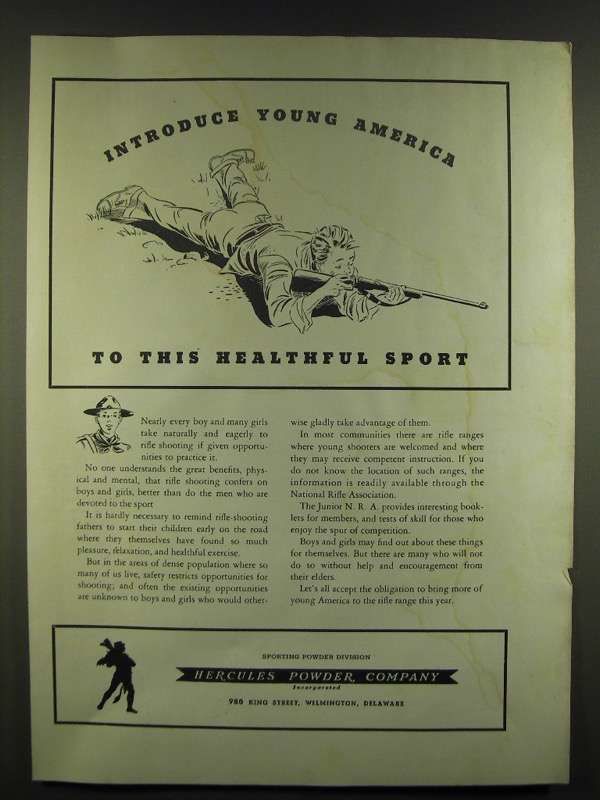 INTRODUCE YOUNG AMERICA
TO THIS HEALTHFUL SPORT
Nearly every boy and many girls
take naturally and eagerly to
rifle shooting if given opportu-
nities to practice it.
No one understands the great benefits, phys-
ical and mental, that rifle shooting confers on
boys and girls, better than do the men who are
devoted to the sport
It is hardly necessary to remind rifle-shooting
fathers to start their children early on the road
where they themselves have found so much
pleasure, relaxation, and healthful exercise.
But in the areas of dense population where so
many of us live, safety restricts opportunities for
shooting; and often the existing opportunities
are unknown to boys and girls who would other-
wise gladly take advantage of them.
In most communities there are rifle ranges
where young shooters are welcomed and where
they may receive competent instruction. If you
do not know the location of such ranges, the
information is readily available through the
National Rifle Association.
The Junior N. R. A. provides interesting book-
lets for members, and tests of skill for those who
enjoy the spur of competition.
Boys and girls may find out about these things
for themselves. But there are many who will not
do so without help and encouragement from
their elders.
Let's all accept the obligation to bring more of
young America to the rifle range this year.
SPORTING POWDER DIVISION
HERCULES POWDER COMPANY
Incorporated
980 KING STREET, WILMINGTON, DELAWARE